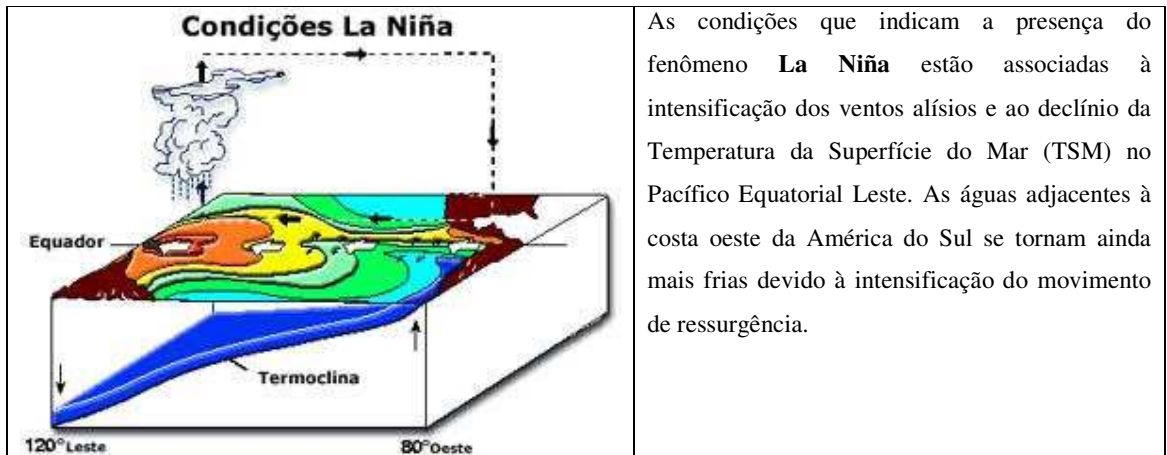 Condições La Niña
Equador
Termoclina
120° Leste
80° Oeste
As condições que indicam a presença do
fenômeno La Niña estão associadas à
intensificação dos ventos alísios e ao declínio da
Temperatura da Superfície do Mar (TSM) no
Pacífico Equatorial Leste. As águas adjacentes à
costa oeste da América do Sul se tornam ainda
mais frias devido à intensificação do movimento
de ressurgência.